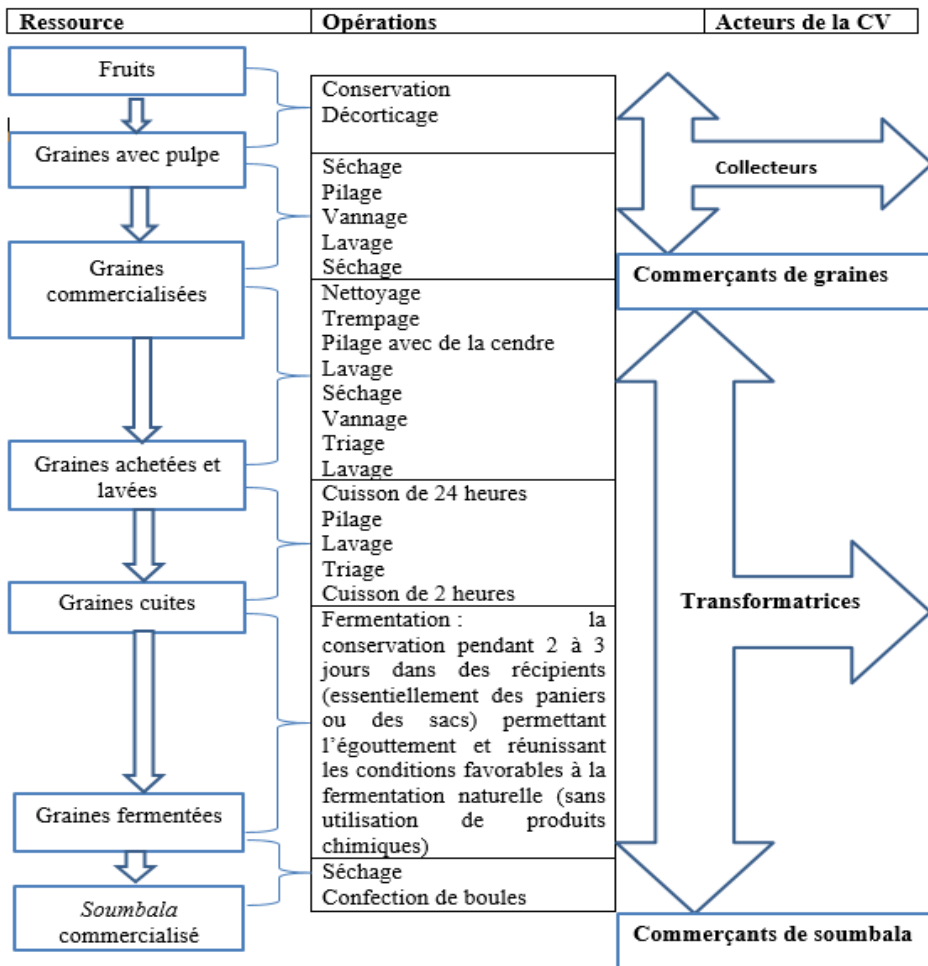 Ressource
Opérations
Acteurs de la CV
Fruits
Graines avec pulpe
Graines
commercialisées
Graines achetées et
lavées
Graines cuites
Graines fermentées
Soumbala
commercialisé
Conservation
Décorticage
Séchage
Pilage
Vannage
Lavage
Séchage
Nettoyage
Trempage
Pilage avec de la cendre
Lavage
Séchage
Vannage
Triage
Lavage
Cuisson de 24 heures
Pilage
Lavage
Triage
Cuisson de 2 heures
Fermentation : la
conservation pendant 2 à 3
jours dans des récipients
(essentiellement des paniers
ou des sacs) permettant
l’égouttement et réunissant
les conditions favorables à la
fermentation naturelle (sans
utilisation de produits
chimiques)
Séchage
Confection de boules
Collecteurs
Commerçants de graines
Transformatrices
Commerçants de soumbala